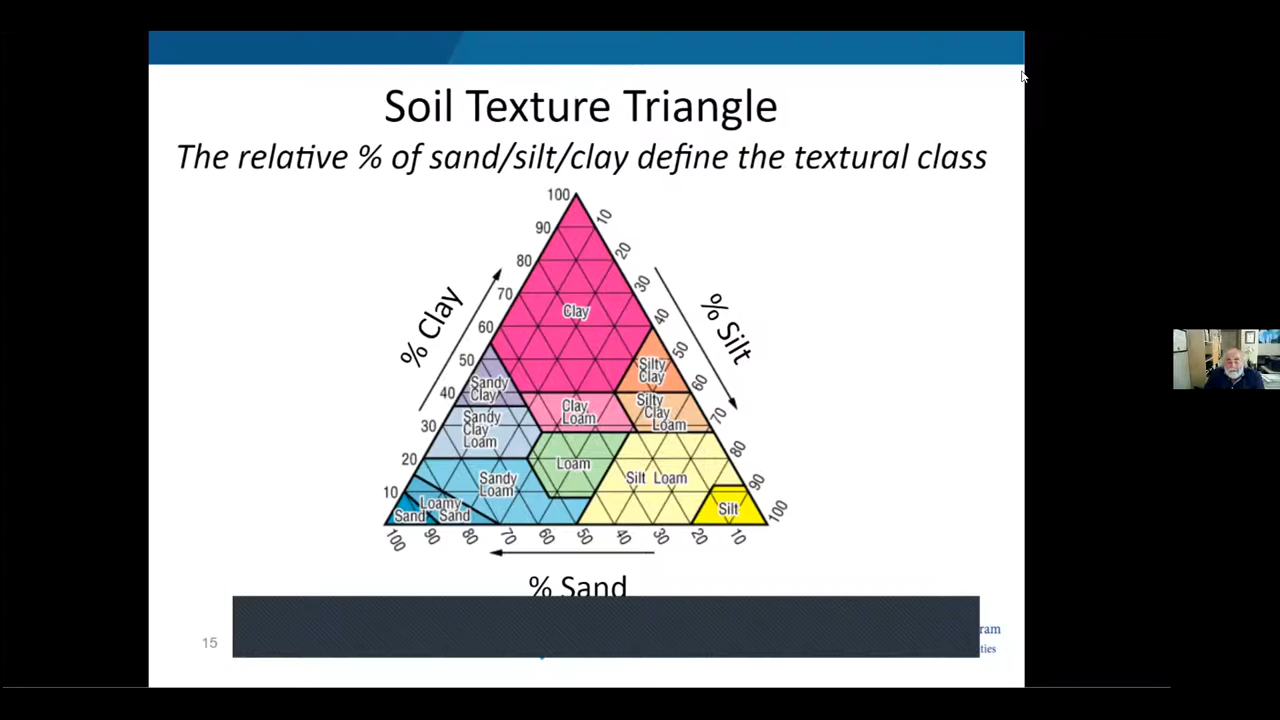 Soil Texture Triangle
The relative % of sand/silt/clay define the textural class
100
90
80
70
60
50
40
30
20
10
% Clay
10
20
30
40
50
60
70
80
90
100
% Silt
Clay
Silty
Clay
Sandy
Clay
Clay
Loam
Silty
Clay
Loam
Sandy
Clay
Loam
Loam
Silt Loam
Sandy
Loam
Loamy
Sand
Sand
Silt
100
90
80
70
60
50
40
30
20
10
% Sand
15
ram
ties